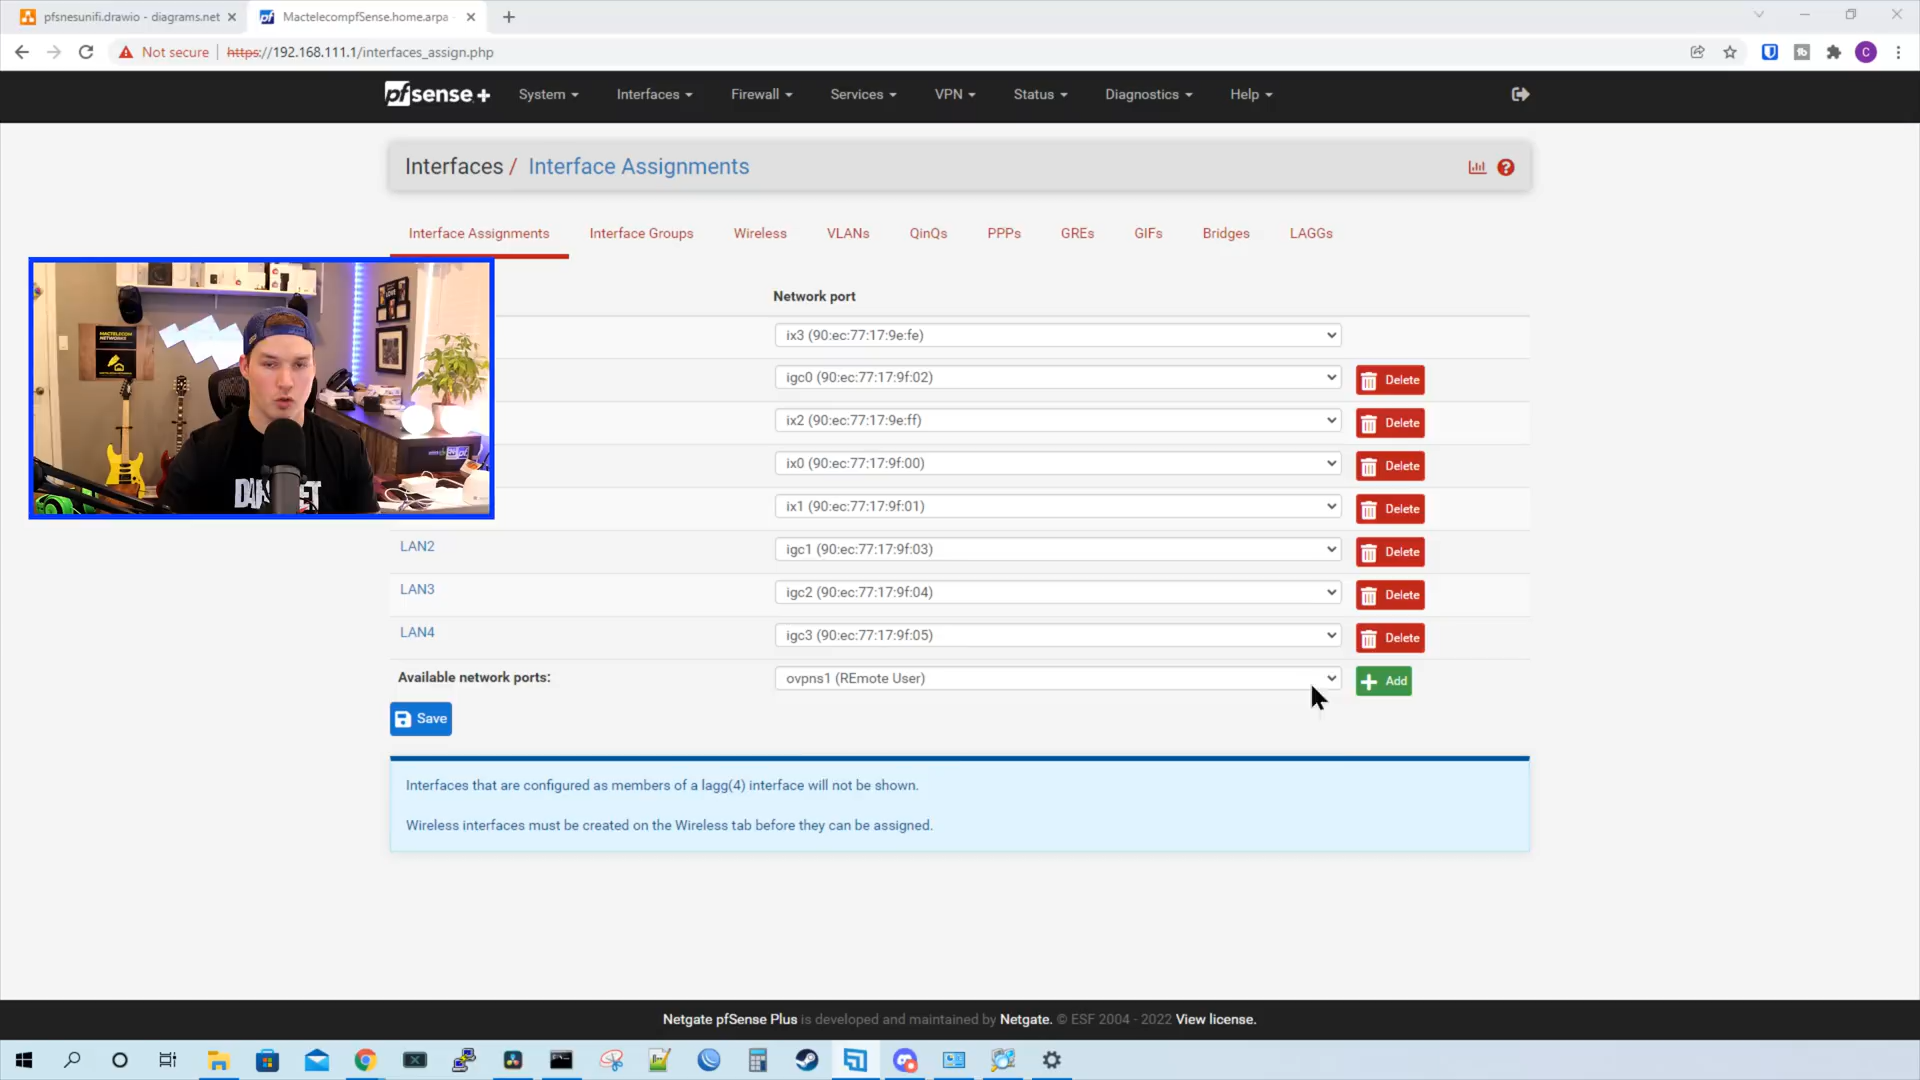 pfsnesunifi.drawio - diagrams.net
MactelecompfSense.home.arpa
Not secure
https://192.168.111.1/interfaces_assign.php
C
pfsense +
System
Interfaces
Firewall
Services
VPN
Status
Diagnostics
Help
Interfaces / Interface Assignments
Interface Assignments
Interface Groups
Wireless
VLANs
QinQs
PPPs
GREs
GIFs
Bridges
LAGGs
Network port
ix3 (90:ec:77:17:9e:fe)
igc0 (90:ec:77:17:9f:02)
Delete
ix2 (90:ec:77:17:9e:ff)
Delete
ix0 (90:ec:77:17:9f:00)
Delete
ix1 (90:ec:77:17:9f:01)
Delete
LAN2
igc1 (90:ec:77:17:9f:03)
Delete
LAN3
igc2 (90:ec:77:17:9f:04)
Delete
LAN4
igc3 (90:ec:77:17:9f:05)
Delete
Available network ports:
ovpns1 (REmote User)
Add
Save
MACTELECOM
NETWORKS
Interfaces that are configured as members of a lagg(4) interface will not be shown.
Wireless interfaces must be created on the Wireless tab before they can be assigned.
Netgate pfSense Plus is developed and maintained by Netgate. © ESF 2004 - 2022 View license.